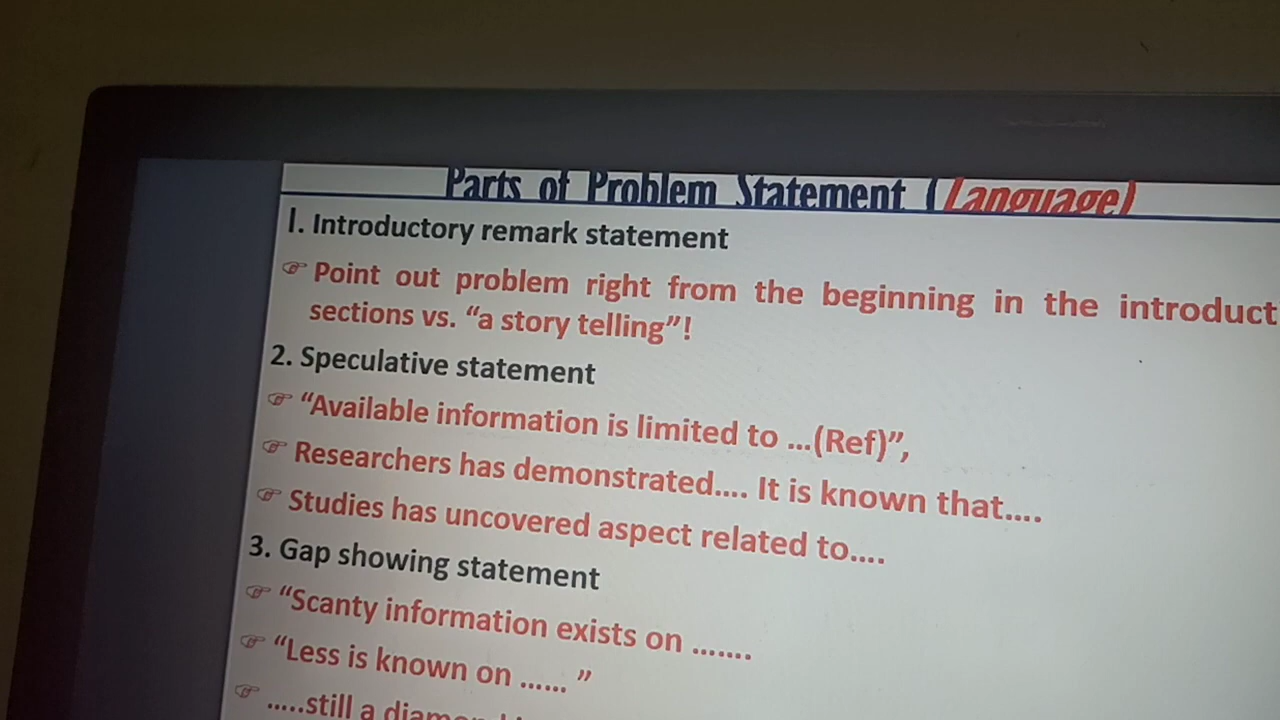 Parts of Problem Statement (Language)
1. Introductory remark statement
☞ Point out problem right from the beginning in the introduct
sections vs. “a story telling”!
2. Speculative statement
☞ “Available information is limited to ...(Ref)”,
☞ Researchers has demonstrated.... It is known that....
☞ Studies has uncovered aspect related to....
3. Gap showing statement
☞ “Scanty information exists on .......
☞ “Less is known on ...... ”
☞ .....still a